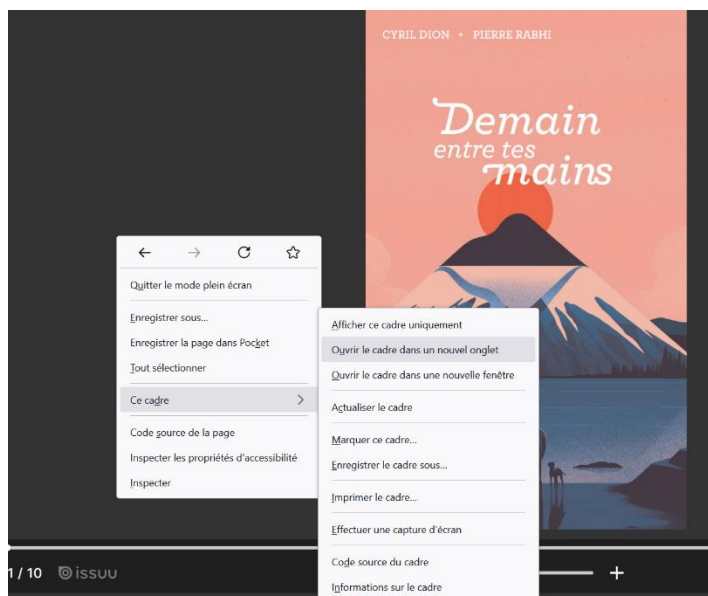 CYRIL DION + PIERRE RABHI
Demain
entre tes
mains
Quitter le mode plein écran
Enregistrer sous...
Enregistrer la page dans Pocket
Tout sélectionner
Ce cadre
Code source de la page
Inspecter les propriétés d'accessibilité
Inspecter
Afficher ce cadre uniquement
Ouvrir le cadre dans un nouvel onglet
Ouvrir le cadre dans une nouvelle fenêtre
Actualiser le cadre
Marquer ce cadre...
Enregistrer le cadre sous...
Imprimer le cadre...
Effectuer une capture d'écran
Code source du cadre
Informations sur le cadre
1 / 10 issuu